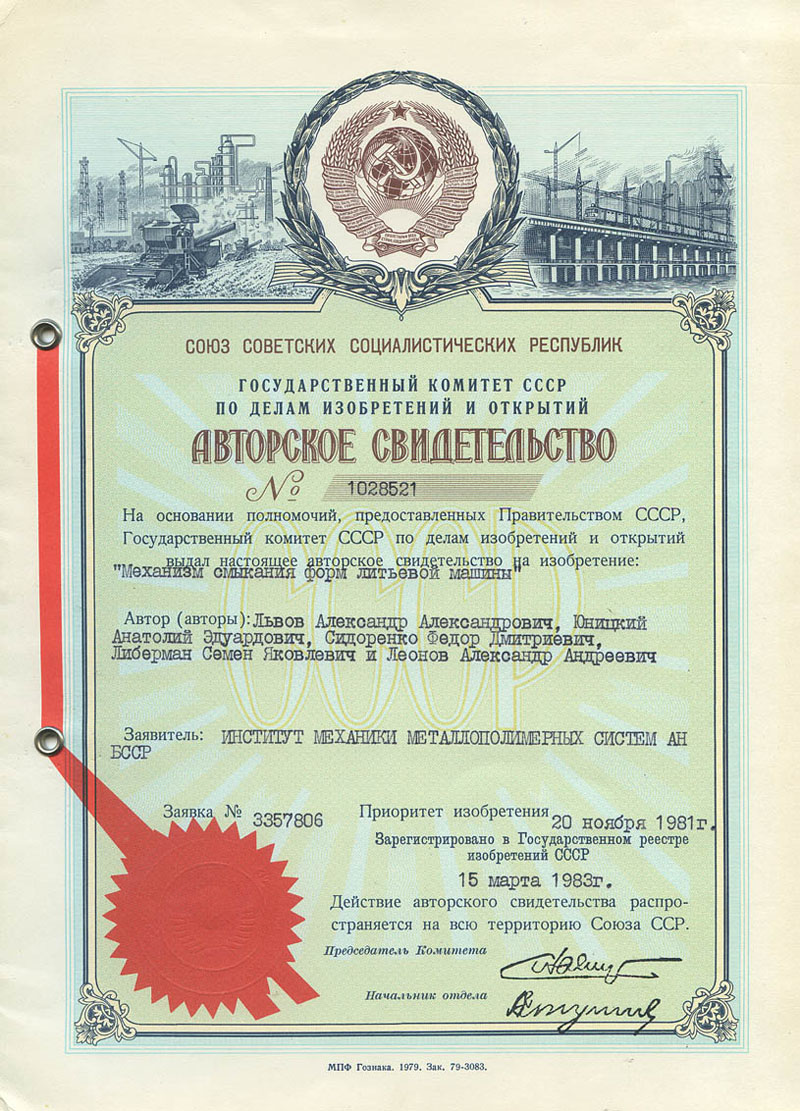 СОЮЗ СОВЕТСКИХ СОЦИАЛИСТИЧЕСКИХ РЕСПУБЛИК
ГОСУДАРСТВЕННЫЙ КОМИТЕТ СССР
ПО ДЕЛАМ ИЗОБРЕТЕНИЙ И ОТКРЫТИЙ
АВТОРСКОЕ СВИДЕТЕЛЬСТВО
№ 1028521
На основании полномочий, предоставленных Правительством СССР,
Государственный комитет СССР по делам изобретений и открытий
выдал настоящее авторское свидетельство на изобретение:
"Механизм смыкания форм литьевой машины"
СССР
Автор (авторы): Львов Александр Александрович, Юницкий
Анатолий Эдуардович, Сидоренко Федор Дмитриевич,
Либерман Семен Яковлевич и Леонов Александр Андреевич
Заявитель: ИНСТИТУТ МЕХАНИКИ МЕТАЛЛОПОЛИМЕРНЫХ СИСТЕМ АН
БССР
Заявка № 3357806 Приоритет изобретения 20 ноября 1981г.
Зарегистрировано в Государственном реестре
изобретений СССР
15 марта 1983г.
Действие авторского свидетельства распро-
страняется на всю территорию Союза ССР.
Председатель Комитета
Начальник отдела
МПФ Гознака. 1979. Зак. 79-3083.